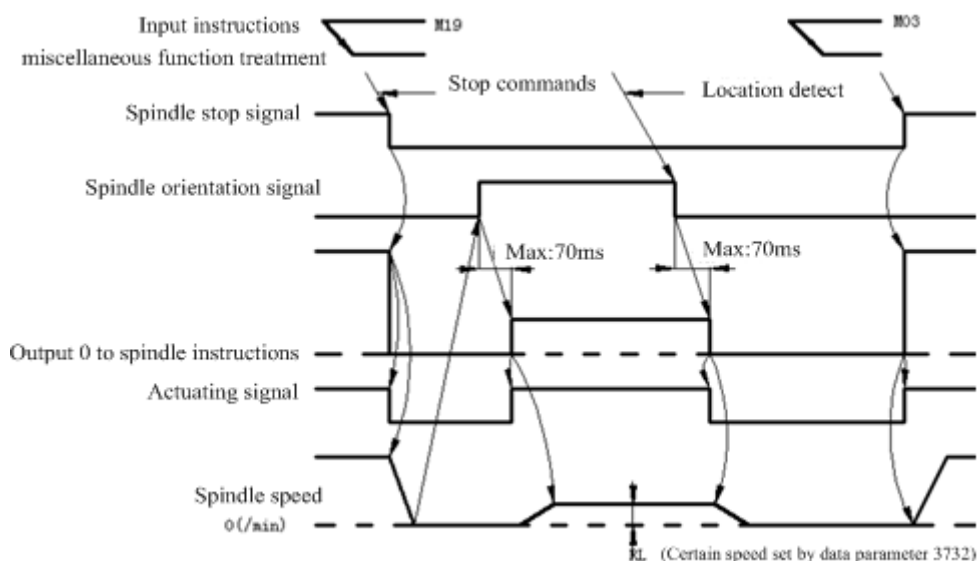 Input instructions
M19
M03
miscellaneous function treatment
Stop commands
Location detect
Spindle stop signal
Spindle orientation signal
Max:70ms
Max:70ms
Output 0 to spindle instructions
Actuating signal
Spindle speed
0(/min)
RL (Certain speed set by data parameter 3732)